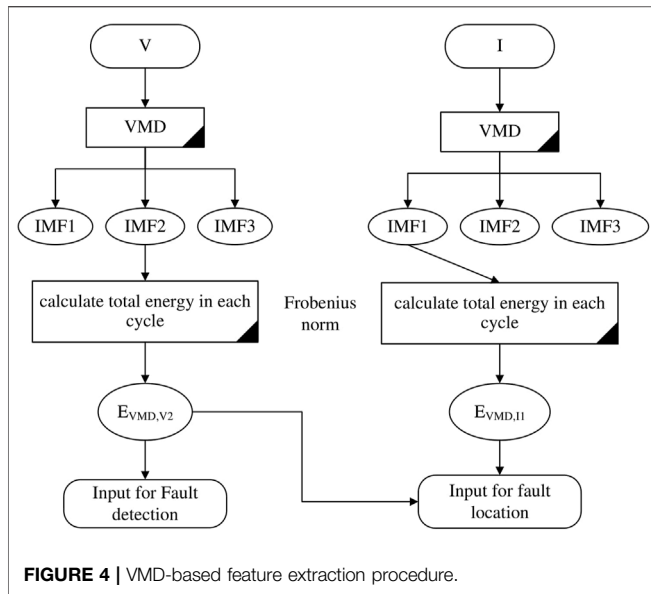 V
I
VMD
VMD
IMF1
IMF2
IMF3
IMF1
IMF2
IMF3
calculate total energy in each
cycle
Frobenius
norm
calculate total energy in each
cycle
EVMD,V2
EVMD,I1
Input for Fault
detection
Input for fault
location
FIGURE 4 | VMD-based feature extraction procedure.